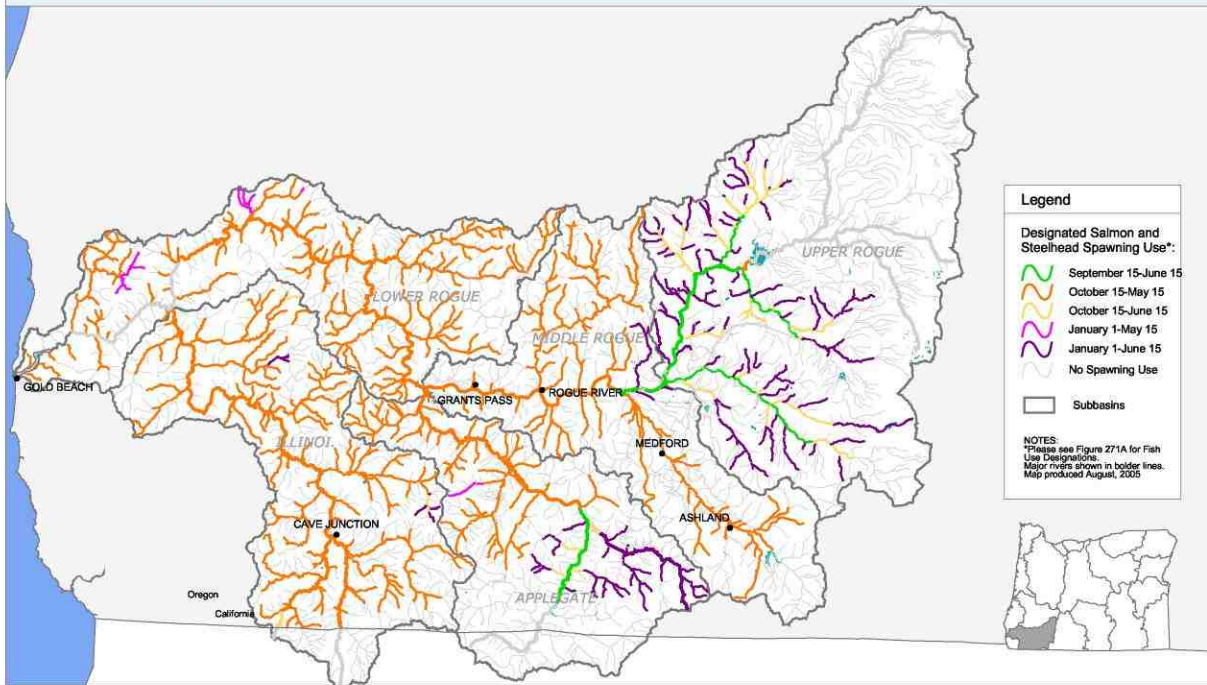 UPPER ROGUE
LOWER ROGUE
MIDDLE ROGUE
GOLD BEACH
GRANTS PASS
ROGUE RIVER
ILLINOI.
MEDFORD
CAVE JUNCTION
ASHLAND
APPLEGATE
Oregon
California
Legend
Designated Salmon and
Steelhead Spawning Use*:
September 15-June 15
October 15-May 15
October 15-June 15
January 1-May 15
January 1-June 15
No Spawning Use
Subbasins
NOTES:
*Please see Figure 271A for Fish
Use Designations.
Major rivers shown in bolder lines.
Map produced August, 2005